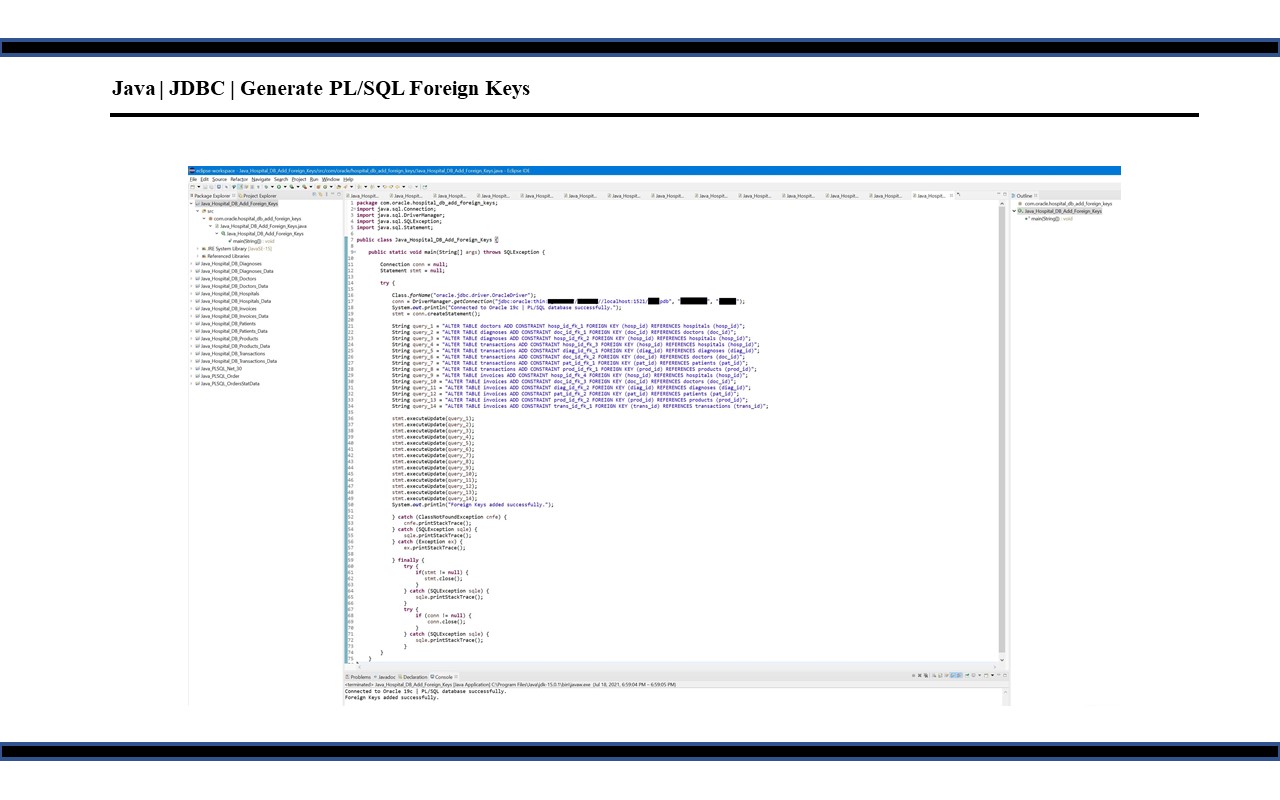 Java | JDBC | Generate PL/SQL Foreign Keys
eclipse-workspace - Java_Hospital_DB_Add_Foreign_Keys/src/com/oracle/hospital_db_add_foreign_keys/Java_Hospital_DB_Add_Foreign_Keys.java - Eclipse IDE
File Edit Source Refactor Navigate Search Project Run Window Help
Package Explorer Project Explorer
Java_Hospital_DB_Add_Foreign_Keys
src
com.oracle.hospital_db_add_foreign_keys
Java_Hospital_DB_Add_Foreign_Keys.java
Java_Hospital_DB_Add_Foreign_Keys
main(String[]) : void
JRE System Library [JavaSE-15]
Referenced Libraries
Java_Hospital_DB_Diagnoses
Java_Hospital_DB_Diagnoses_Data
Java_Hospital_DB_Doctors
Java_Hospital_DB_Doctors_Data
Java_Hospital_DB_Hospitals
Java_Hospital_DB_Hospitals_Data
Java_Hospital_DB_Invoices
Java_Hospital_DB_Invoices_Data
Java_Hospital_DB_Patients
Java_Hospital_DB_Patients_Data
Java_Hospital_DB_Products
Java_Hospital_DB_Products_Data
Java_Hospital_DB_Transactions
Java_Hospital_DB_Transactions_Data
Java_PLSQL_Net_30
Java_PLSQL_Order
Java_PLSQL_OrdersStatData
Java_Hospit... Java_Hospit... Java_Hospit... Java_Hospit... Java_Hospit... Java_Hospit... Java_Hospit... Java_Hospit... Java_Hospit... Java_Hospit... Java_Hospit... Java_Hospit... Java_Hospit... Java_Hospit...
1 package com.oracle.hospital_db_add_foreign_keys;
2 import java.sql.Connection;
3 import java.sql.DriverManager;
4 import java.sql.SQLException;
5 import java.sql.Statement;
6
7 public class Java_Hospital_DB_Add_Foreign_Keys {
8
9 public static void main(String[] args) throws SQLException {
10
11 Connection conn = null;
12 Statement stmt = null;
13
14 try {
15
16 Class.forName("oracle.jdbc.driver.OracleDriver");
17 conn = DriverManager.getConnection("jdbc:oracle:thin: / //localhost:1521/ pdb", " ", " ");
18 System.out.println("Connected to Oracle 19c | PL/SQL database successfully.");
19 stmt = conn.createStatement();
20
21 String query_1 = "ALTER TABLE doctors ADD CONSTRAINT hosp_id_fk_1 FOREIGN KEY (hosp_id) REFERENCES hospitals (hosp_id)";
22 String query_2 = "ALTER TABLE diagnoses ADD CONSTRAINT doc_id_fk_1 FOREIGN KEY (doc_id) REFERENCES doctors (doc_id)";
23 String query_3 = "ALTER TABLE diagnoses ADD CONSTRAINT hosp_id_fk_2 FOREIGN KEY (hosp_id) REFERENCES hospitals (hosp_id)";
24 String query_4 = "ALTER TABLE transactions ADD CONSTRAINT hosp_id_fk_3 FOREIGN KEY (hosp_id) REFERENCES hospitals (hosp_id)";
25 String query_5 = "ALTER TABLE transactions ADD CONSTRAINT diag_id_fk_1 FOREIGN KEY (diag_id) REFERENCES diagnoses (diag_id)";
26 String query_6 = "ALTER TABLE transactions ADD CONSTRAINT doc_id_fk_2 FOREIGN KEY (doc_id) REFERENCES doctors (doc_id)";
27 String query_7 = "ALTER TABLE transactions ADD CONSTRAINT pat_id_fk_1 FOREIGN KEY (pat_id) REFERENCES patients (pat_id)";
28 String query_8 = "ALTER TABLE transactions ADD CONSTRAINT prod_id_fk_1 FOREIGN KEY (prod_id) REFERENCES products (prod_id)";
29 String query_9 = "ALTER TABLE invoices ADD CONSTRAINT hosp_id_fk_4 FOREIGN KEY (hosp_id) REFERENCES hospitals (hosp_id)";
30 String query_10 = "ALTER TABLE invoices ADD CONSTRAINT doc_id_fk_3 FOREIGN KEY (doc_id) REFERENCES doctors (doc_id)";
31 String query_11 = "ALTER TABLE invoices ADD CONSTRAINT diag_id_fk_2 FOREIGN KEY (diag_id) REFERENCES diagnoses (diag_id)";
32 String query_12 = "ALTER TABLE invoices ADD CONSTRAINT pat_id_fk_2 FOREIGN KEY (pat_id) REFERENCES patients (pat_id)";
33 String query_13 = "ALTER TABLE invoices ADD CONSTRAINT prod_id_fk_2 FOREIGN KEY (prod_id) REFERENCES products (prod_id)";
34 String query_14 = "ALTER TABLE invoices ADD CONSTRAINT trans_id_fk_1 FOREIGN KEY (trans_id) REFERENCES transactions (trans_id)";
35
36 stmt.executeUpdate(query_1);
37 stmt.executeUpdate(query_2);
38 stmt.executeUpdate(query_3);
39 stmt.executeUpdate(query_4);
40 stmt.executeUpdate(query_5);
41 stmt.executeUpdate(query_6);
42 stmt.executeUpdate(query_7);
43 stmt.executeUpdate(query_8);
44 stmt.executeUpdate(query_9);
45 stmt.executeUpdate(query_10);
46 stmt.executeUpdate(query_11);
47 stmt.executeUpdate(query_12);
48 stmt.executeUpdate(query_13);
49 stmt.executeUpdate(query_14);
50 System.out.println("Foreign Keys added successfully.");
51
52 } catch (ClassNotFoundException cnfe) {
53 cnfe.printStackTrace();
54 } catch (SQLException sqle) {
55 sqle.printStackTrace();
56 } catch (Exception ex) {
57 ex.printStackTrace();
58
59 } finally {
60 try {
61 if(stmt != null) {
62 stmt.close();
63 }
64 } catch (SQLException sqle) {
65 sqle.printStackTrace();
66 }
67 try {
68 if (conn != null) {
69 conn.close();
70 }
71 } catch (SQLException sqle) {
72 sqle.printStackTrace();
73 }
74 }
75 }
Outline
com.oracle.hospital_db_add_foreign_keys
Java_Hospital_DB_Add_Foreign_Keys
main(String[]) : void
Problems Javadoc Declaration Console
<terminated> Java_Hospital_DB_Add_Foreign_Keys [Java Application] C:\Program Files\Java\jdk-15.0.1\bin\javaw.exe (Jul 18, 2021, 6:59:04 PM – 6:59:05 PM)
Connected to Oracle 19c | PL/SQL database successfully.
Foreign Keys added successfully.